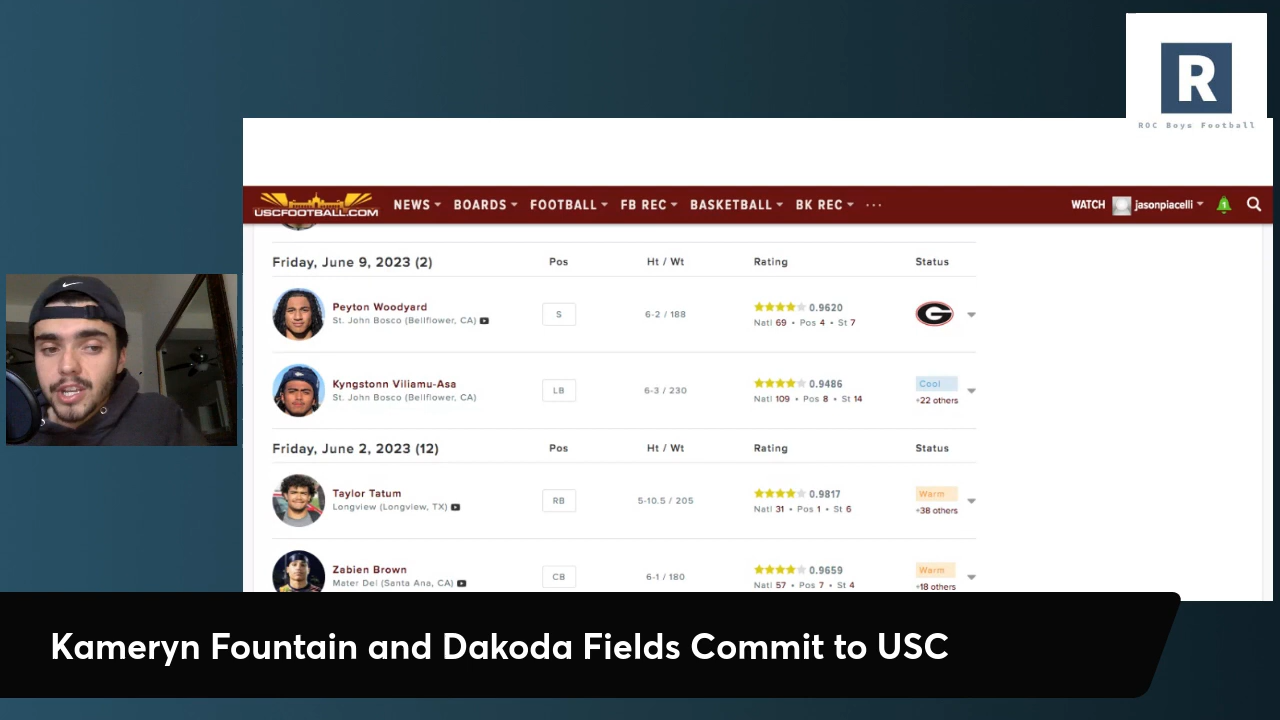 R
ROC Boys Football
USCFOOTBALL.COM NEWS BOARDS FOOTBALL FB REC BASKETBALL BK REC ... WATCH 1 jasonpiacelli
Friday, June 9, 2023 (2) Pos Ht / Wt Rating Status
Peyton Woodyard
St. John Bosco (Bellflower, CA)
S
6-2 / 188
0.9620
Natl 69 • Pos 4 • St 7
G
Kyngstonn Viliamu-Asa
St. John Bosco (Bellflower, CA)
LB
6-3 / 230
0.9486
Natl 109 • Pos 8 • St 14
Cool
+22 others
Friday, June 2, 2023 (12) Pos Ht / Wt Rating Status
Taylor Tatum
Longview (Longview, TX)
RB
5-10.5 / 205
0.9817
Natl 31 • Pos 1 • St 6
Warm
+38 others
Zabien Brown
Mater Dei (Santa Ana, CA)
CB
6-1 / 180
0.9659
Natl 57 • Pos 7 • St 4
Warm
+18 others
Kameryn Fountain and Dakoda Fields Commit to USC